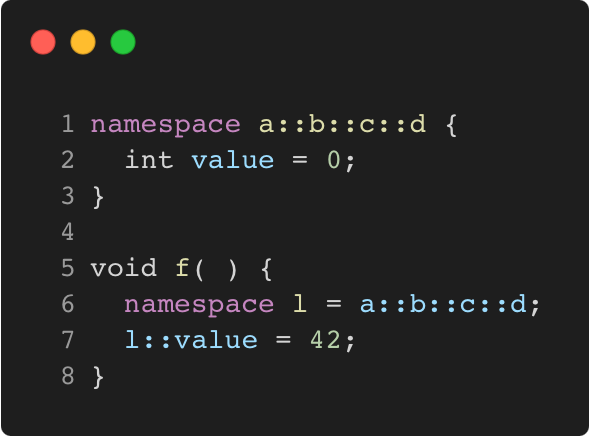 1 namespace a::b::c::d {
2   int value = 0;
3 }
4
5 void f( ) {
6   namespace l = a::b::c::d;
7   l::value = 42;
8 }